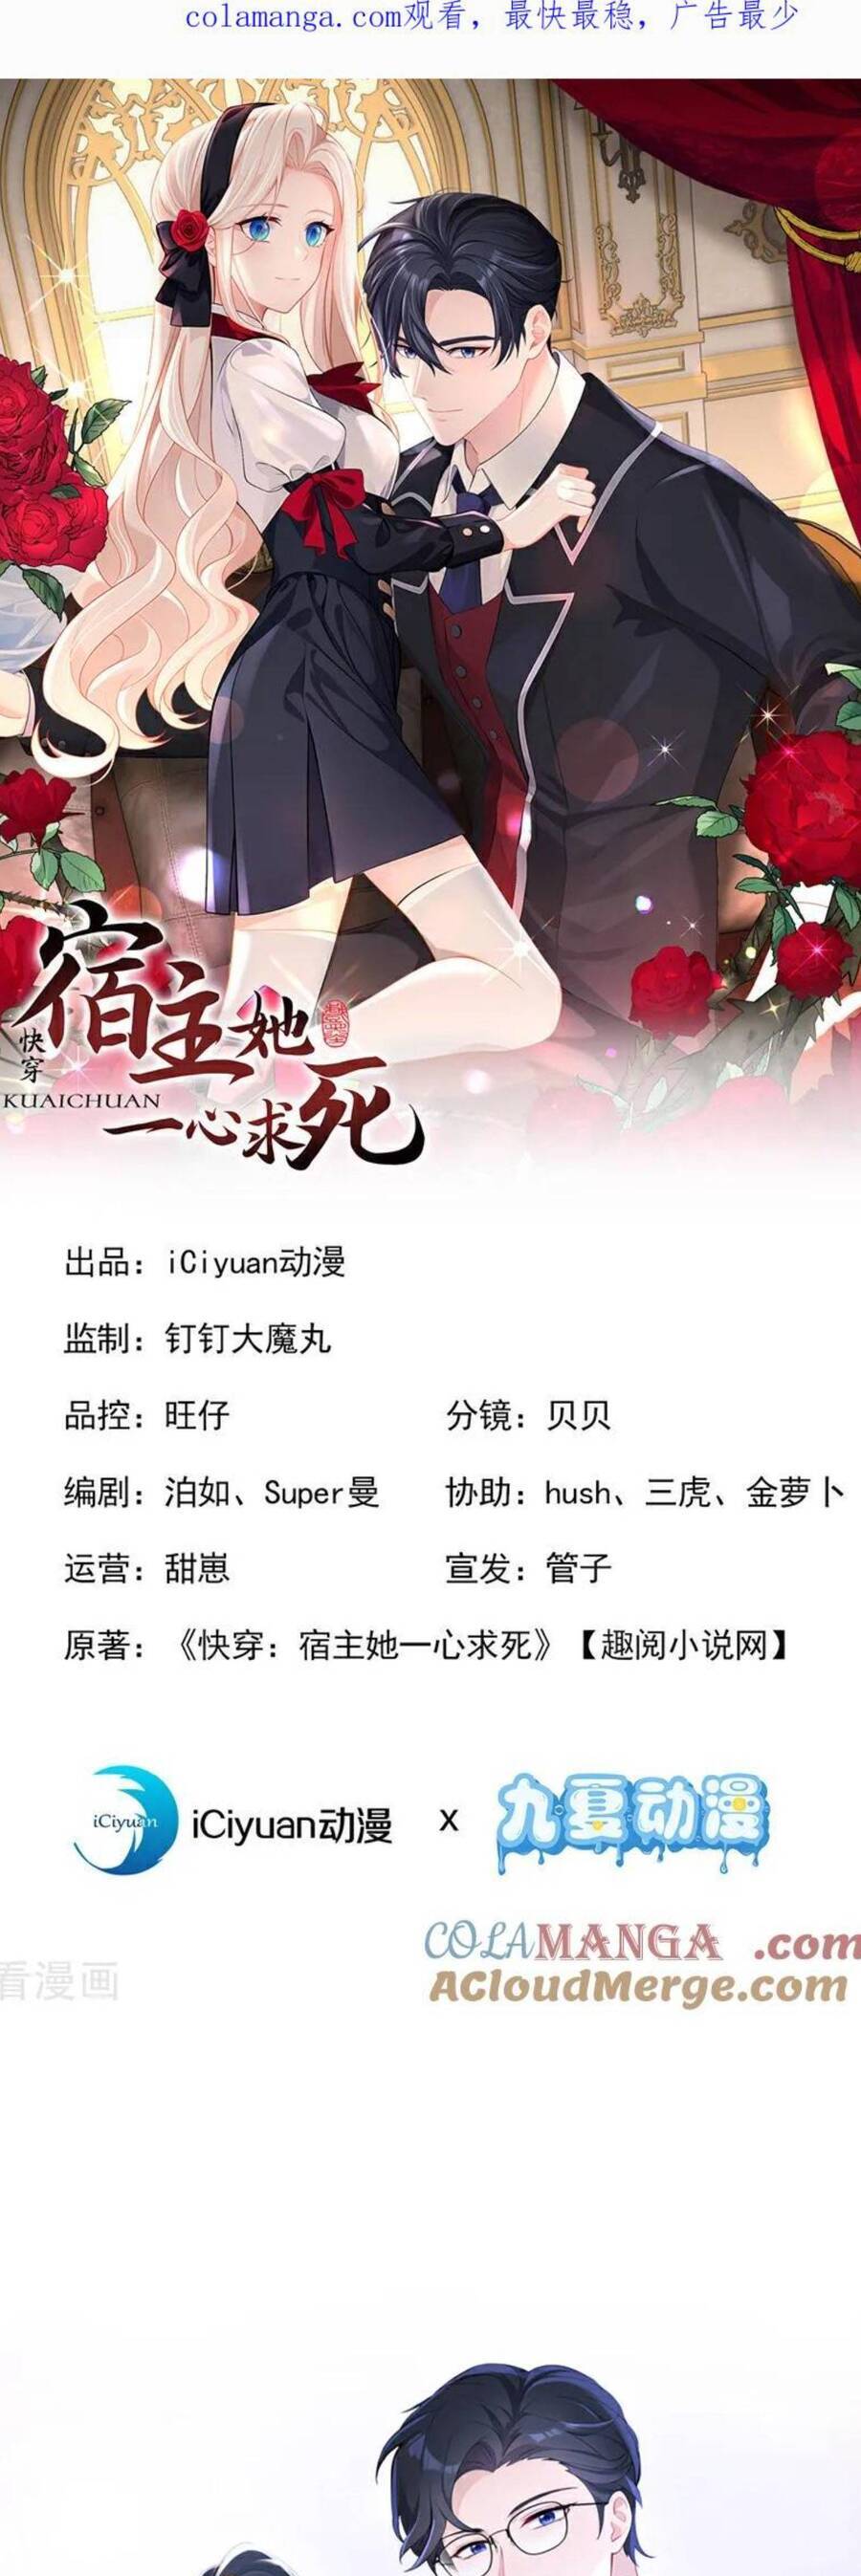 colamanga.com观看，最快最稳，广告最少
快穿
宿主她
KUAICHUAN
一心求死
出品：iCiyuan动漫
监制：钉钉大魔丸
品控：旺仔 分镜：贝贝
编剧：泊如、Super曼 协助：hush、三虎、金萝卜
运营：甜崽 宣发：管子
原著：《快穿：宿主她一心求死》【趣阅小说网】
iCiyuan iCiyuan动漫 x 九夏动漫
COLAMANGA .com
看漫画
ACloudMerge.com